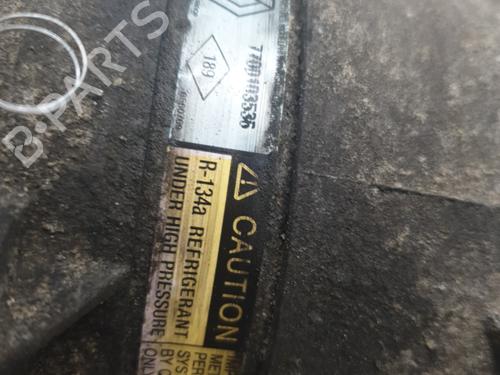 7700103536
189
CAUTION
R-134a REFRIGERANT
UNDER HIGH PRESSURE
B-PARTS